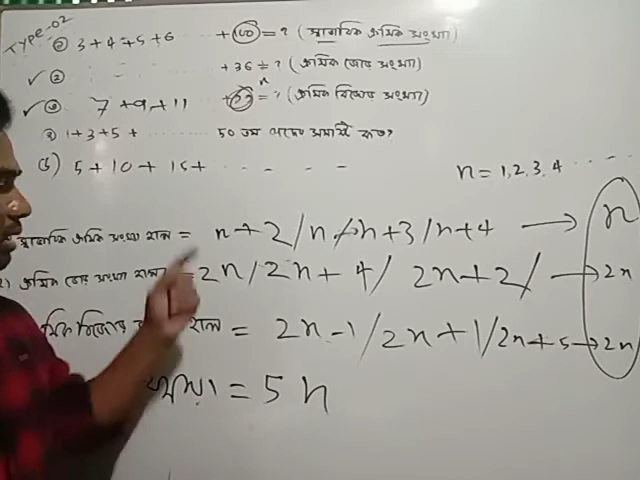 Type-02
① 3+4+5+6 +100=? (স্বাভাবিক ক্রমিক সংখ্যা)
✓② +36=? (ক্রমিক জোড় সংখ্যা)
✓③ 7+9+11 = ? (ক্রমিক বিজোড় সংখ্যা)
1+3+5+ ........ 50 তম পদের সমষ্টি কত?
5+10+15+ - - - -
n=1,2,3,4 ....
স্বাভাবিক ক্রমিক সংখ্যা হলে = n+2/n/n+3/n+4 → n
ক্রমিক জোড় সংখ্যা হলে =2n/2n+4/2n+2/ → 2n
মিক বিজোড় হলে = 2n-1/2n+1/2n+5→2n
= 5n